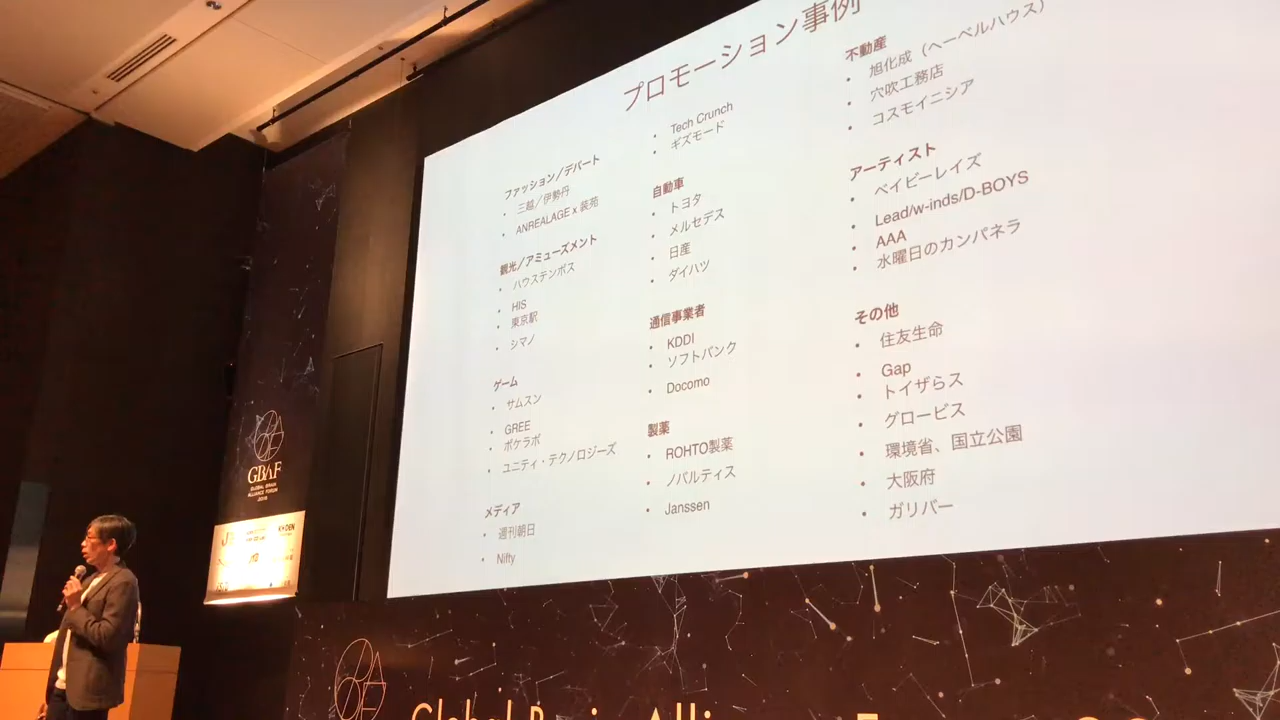 プロモーション事例
ファッション／デパート
• 三越／伊勢丹
• ANREALAGE x 装苑
観光／アミューズメント
• ハウステンボス
• HIS
• 東京駅
• シマノ
ゲーム
• サムスン
• GREE
• ポケラボ
• ユニティ・テクノロジーズ
メディア
• 週刊朝日
• Nifty
• Tech Crunch
• ギズモード
自動車
• トヨタ
• メルセデス
• 日産
• ダイハツ
通信事業者
• KDDI
• ソフトバンク
• Docomo
製薬
• ROHTO製薬
• ノバルティス
• Janssen
不動産
• 旭化成（ヘーベルハウス）
• 穴吹工務店
• コスモイニシア
アーティスト
• ベイビーレイズ
• Lead/w-inds/D-BOYS
• AAA
• 水曜日のカンパネラ
その他
• 住友生命
• Gap
• トイザらス
• グロービス
• 環境省、国立公園
• 大阪府
• ガリバー
GBAF
GLOBAL BRAIN
ALLIANCE FORUM
Global Brain Alli